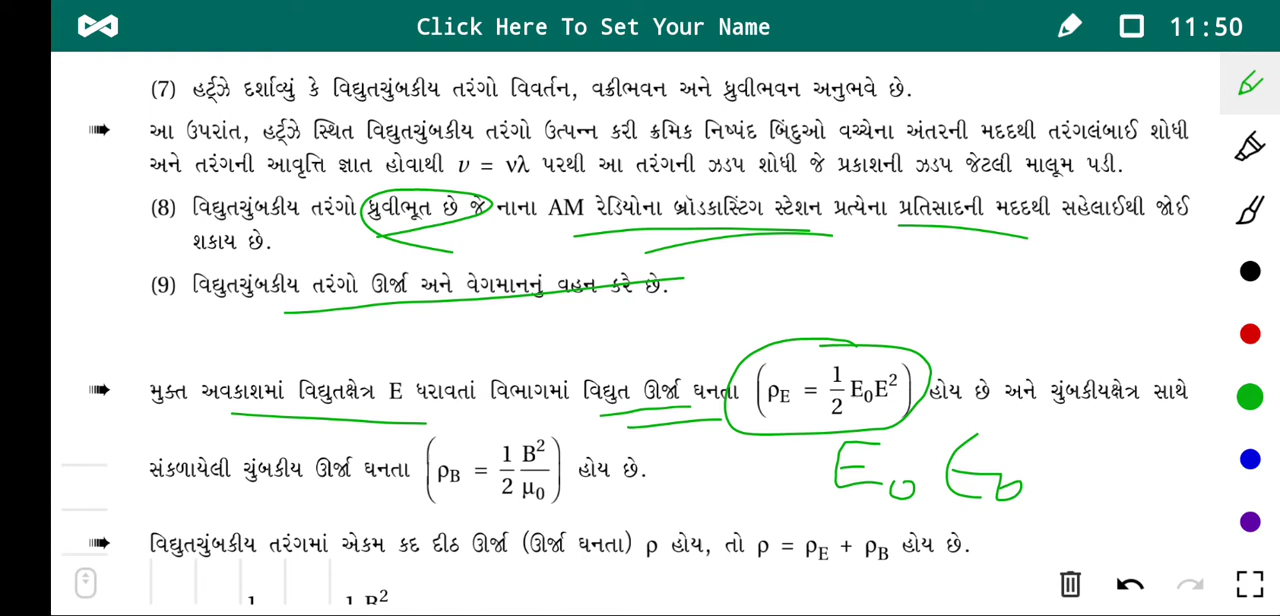 Click Here To Set Your Name
11:50
(7) હર્ટ્ઝે દર્શાવ્યું કે વિદ્યુતચુંબકીય તરંગો વિવર્તન, વક્રીભવન અને ધ્રુવીભવન અનુભવે છે.
➠ આ ઉપરાંત, હર્ટ્ઝે સ્થિત વિદ્યુતચુંબકીય તરંગો ઉત્પન્ન કરી ક્રમિક નિષ્પંદ બિંદુઓ વચ્ચેના અંતરની મદદથી તરંગલંબાઈ શોધી
અને તરંગની આવૃત્તિ જ્ઞાત હોવાથી υ = νλ પરથી આ તરંગની ઝડપ શોધી જે પ્રકાશની ઝડપ જેટલી માલૂમ પડી.
(8) વિદ્યુતચુંબકીય તરંગો ધ્રુવીભૂત છે જે નાના AM રેડિયોના બ્રૉડકાસ્ટિંગ સ્ટેશન પ્રત્યેના પ્રતિસાદની મદદથી સહેલાઈથી જોઈ
શકાય છે.
(9) વિદ્યુતચુંબકીય તરંગો ઊર્જા અને વેગમાનનું વહન કરે છે.
➠ મુક્ત અવકાશમાં વિદ્યુતક્ષેત્ર E ધરાવતાં વિભાગમાં વિદ્યુત ઊર્જા ઘનતા (ρE = 1/2 E₀E²) હોય છે અને ચુંબકીયક્ષેત્ર સાથે
E₀ ∈₀
સંકળાયેલી ચુંબકીય ઊર્જા ઘનતા (ρB = 1/2 B²/μ₀) હોય છે.
➠ વિદ્યુતચુંબકીય તરંગમાં એકમ કદ દીઠ ઊર્જા (ઊર્જા ઘનતા) ρ હોય, તો ρ = ρE + ρB હોય છે.